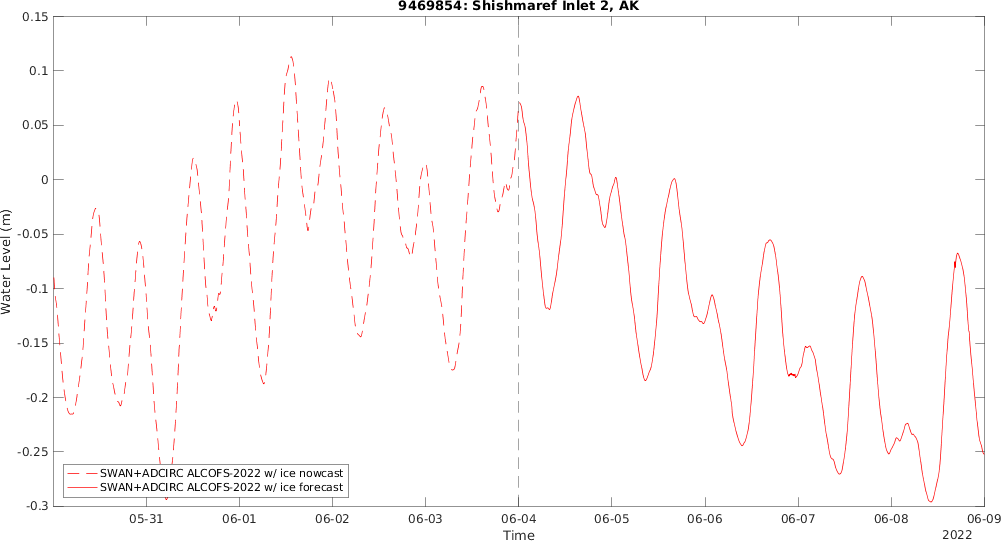 9469854: Shishmaref Inlet 2, AK
Water Level (m)
0.15
0.1
0.05
0
-0.05
-0.1
-0.15
-0.2
-0.25
-0.3
SWAN+ADCIRC ALCOFS-2022 w/ ice nowcast
SWAN+ADCIRC ALCOFS-2022 w/ ice forecast
05-31 06-01 06-02 06-03 06-04 06-05 06-06 06-07 06-08 06-09
Time
2022